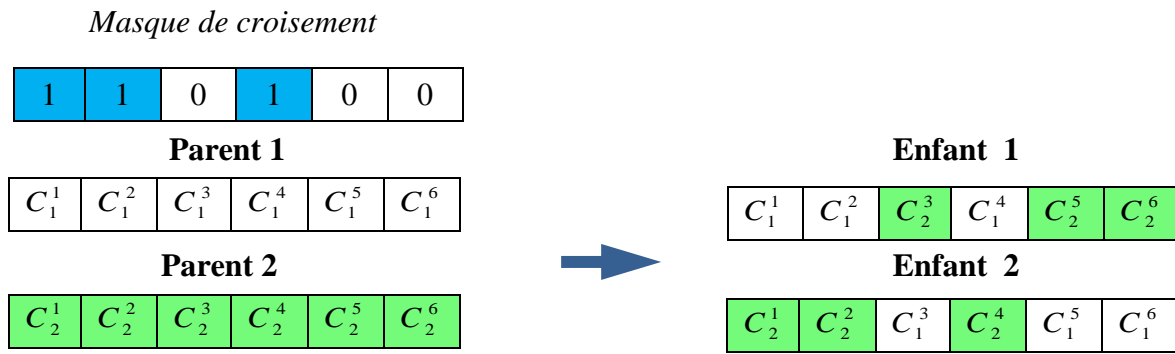 Masque de croisement
1 1 0 1 0 0
Parent 1
C₁¹ C₁² C₁³ C₁⁴ C₁⁵ C₁⁶
Parent 2
C₂¹ C₂² C₂³ C₂⁴ C₂⁵ C₂⁶
Enfant 1
C₁¹ C₁² C₂³ C₁⁴ C₂⁵ C₂⁶
Enfant 2
C₂¹ C₂² C₁³ C₂⁴ C₁⁵ C₁⁶